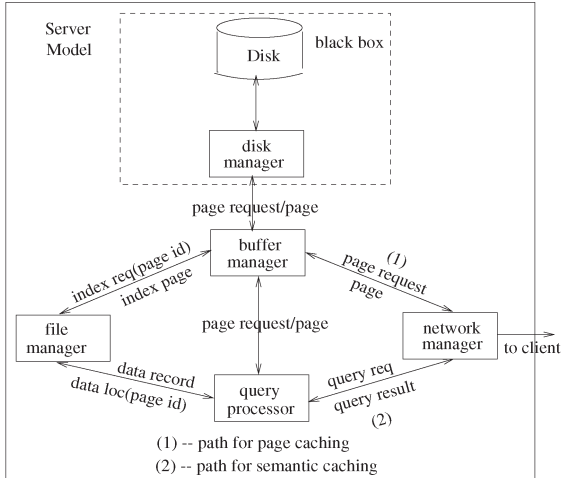 Server
Model
Disk
black box
disk
manager
page request/page
buffer
manager
index req(page id)
index page
(1)
page request
page
page request/page
file
manager
network
manager
to client
data record
data loc(page id)
query
processor
query req
query result
(2)
(1) -- path for page caching
(2) -- path for semantic caching